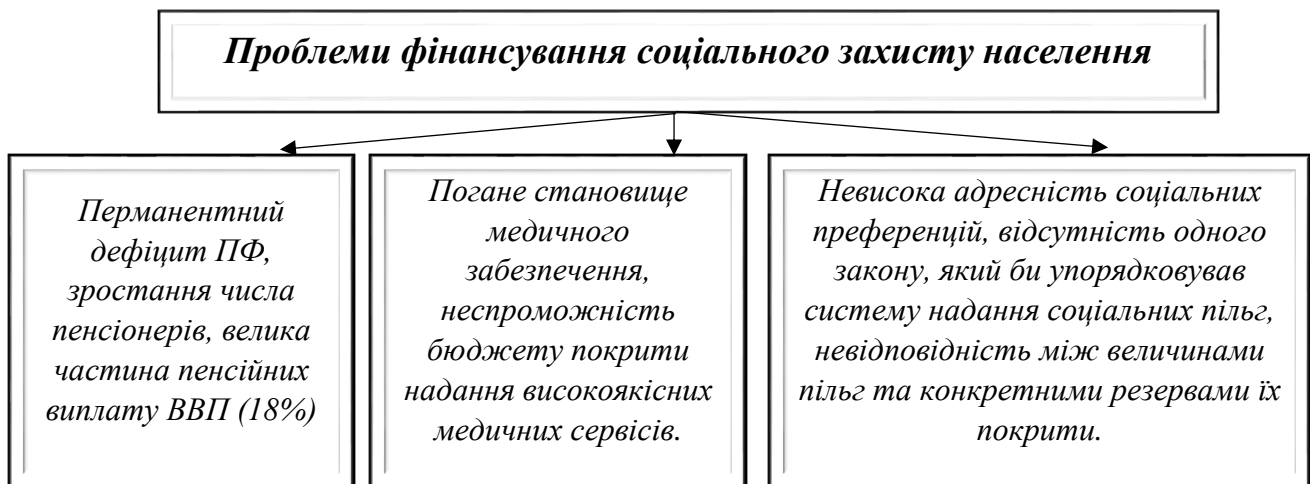 Проблеми фінансування соціального захисту населення
Перманентний
дефіцит ПФ,
зростання числа
пенсіонерів, велика
частина пенсійних
виплату ВВП (18%)
Погане становище
медичного
забезпечення,
неспроможність
бюджету покрити
надання високоякісних
медичних сервісів.
Невисока адресність соціальних
преференцій, відсутність одного
закону, який би упорядковував
систему надання соціальних пільг,
невідповідність між величинами
пільг та конкретними резервами їх
покрити.